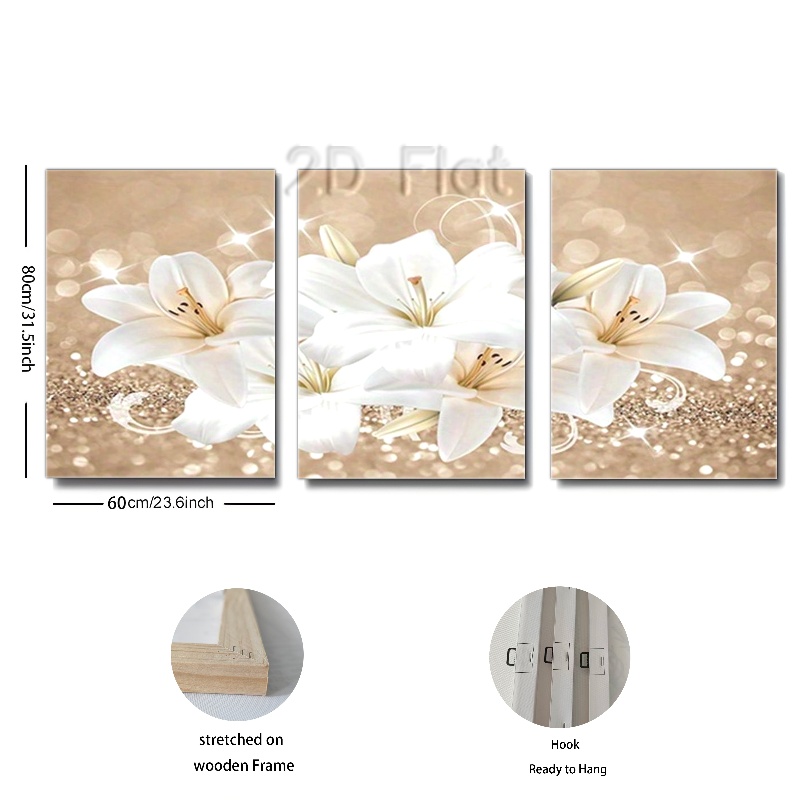 2D Flat
80cm/31.5inch
60cm/23.6inch
stretched on
wooden Frame
Hook
Ready to Hang